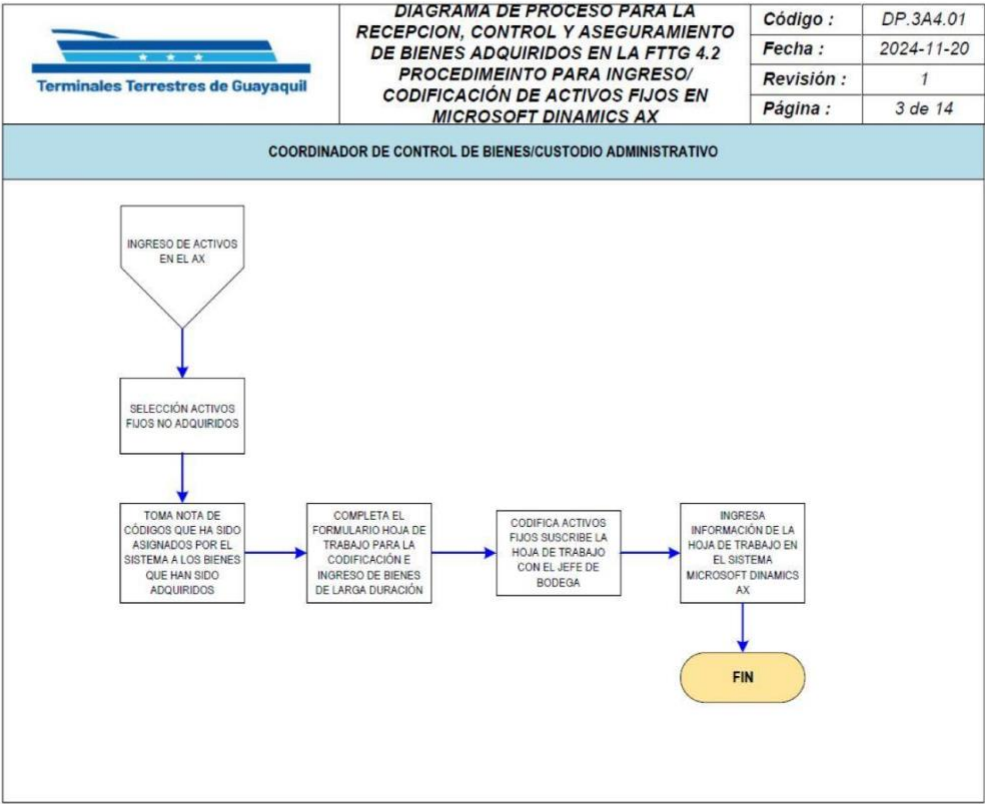 Terminales Terrestres de Guayaquil
DIAGRAMA DE PROCESO PARA LA
RECEPCION, CONTROL Y ASEGURAMIENTO
DE BIENES ADQUIRIDOS EN LA FTTG 4.2
PROCEDIMEINTO PARA INGRESO/
CODIFICACIÓN DE ACTIVOS FIJOS EN
MICROSOFT DINAMICS AX
Código : DP.3A4.01
Fecha : 2024-11-20
Revisión : 1
Página : 3 de 14
COORDINADOR DE CONTROL DE BIENES/CUSTODIO ADMINISTRATIVO
INGRESO DE ACTIVOS
EN EL AX
SELECCIÓN ACTIVOS
FIJOS NO ADQUIRIDOS
TOMA NOTA DE
CÓDIGOS QUE HA SIDO
ASIGNADOS POR EL
SISTEMA A LOS BIENES
QUE HAN SIDO
ADQUIRIDOS
COMPLETA EL
FORMULARIO HOJA DE
TRABAJO PARA LA
CODIFICACIÓN E
INGRESO DE BIENES
DE LARGA DURACIÓN
CODIFICA ACTIVOS
FIJOS SUSCRIBE LA
HOJA DE TRABAJO
CON EL JEFE DE
BODEGA
INGRESA
INFORMACIÓN DE LA
HOJA DE TRABAJO EN
EL SISTEMA
MICROSOFT DINAMICS
AX
FIN